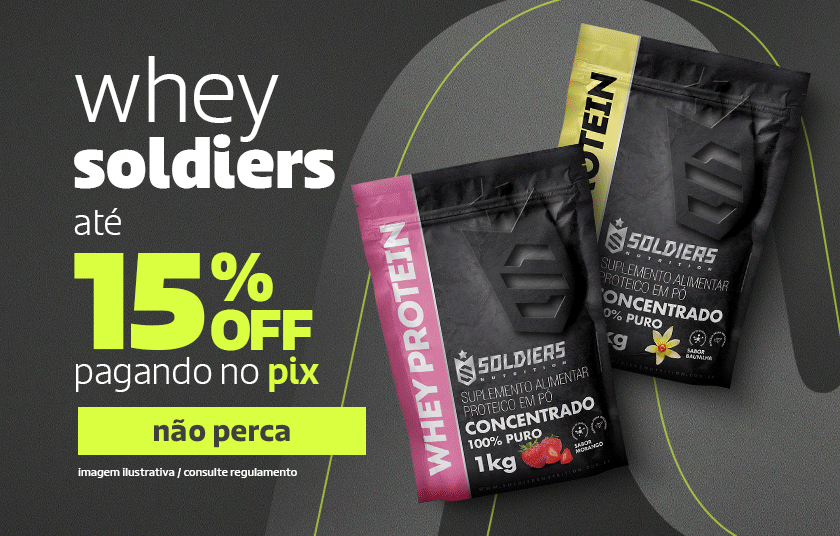 whey
soldiers
até
15%
OFF
pagando no pix
não perca
imagem ilustrativa / consulte regulamento
WHEY PROTEIN
SOLDIERS
NUTRITION
SUPLEMENTO ALIMENTAR
PROTEICO EM PÓ
CONCENTRADO
100% PURO
1kg
SABOR
MORANGO
SOLDIERS
NUTRITION
SUPLEMENTO ALIMENTAR
PROTEICO EM PÓ
CONCENTRADO
PURO
kg
SABOR
BAUNILHA